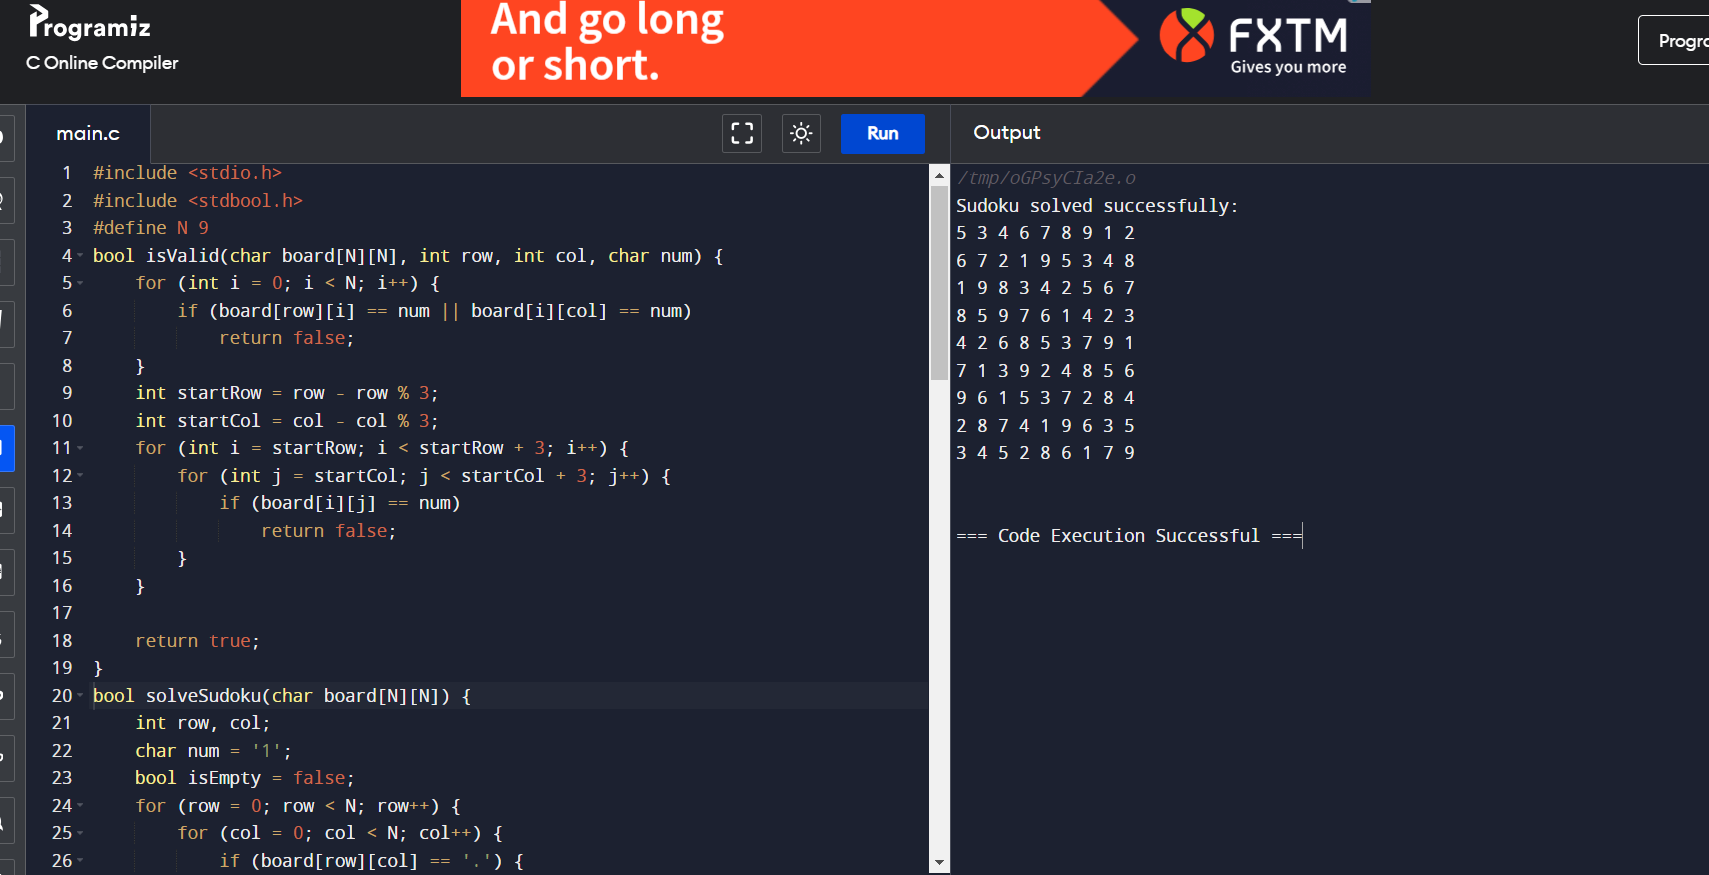 Programiz
C Online Compiler
And go long
or short.
FXTM
Gives you more
Progra
main.c
Run
Output
1 #include <stdio.h>
2 #include <stdbool.h>
3 #define N 9
4 bool isValid(char board[N][N], int row, int col, char num) {
5 for (int i = 0; i < N; i++) {
6 if (board[row][i] == num || board[i][col] == num)
7 return false;
8 }
9 int startRow = row - row % 3;
10 int startCol = col - col % 3;
11 for (int i = startRow; i < startRow + 3; i++) {
12 for (int j = startCol; j < startCol + 3; j++) {
13 if (board[i][j] == num)
14 return false;
15 }
16 }
17
18 return true;
19 }
20 bool solveSudoku(char board[N][N]) {
21 int row, col;
22 char num = '1';
23 bool isEmpty = false;
24 for (row = 0; row < N; row++) {
25 for (col = 0; col < N; col++) {
26 if (board[row][col] == '.') {
/tmp/oGPsyCIa2e.o
Sudoku solved successfully:
5 3 4 6 7 8 9 1 2
6 7 2 1 9 5 3 4 8
1 9 8 3 4 2 5 6 7
8 5 9 7 6 1 4 2 3
4 2 6 8 5 3 7 9 1
7 1 3 9 2 4 8 5 6
9 6 1 5 3 7 2 8 4
2 8 7 4 1 9 6 3 5
3 4 5 2 8 6 1 7 9
=== Code Execution Successful ===